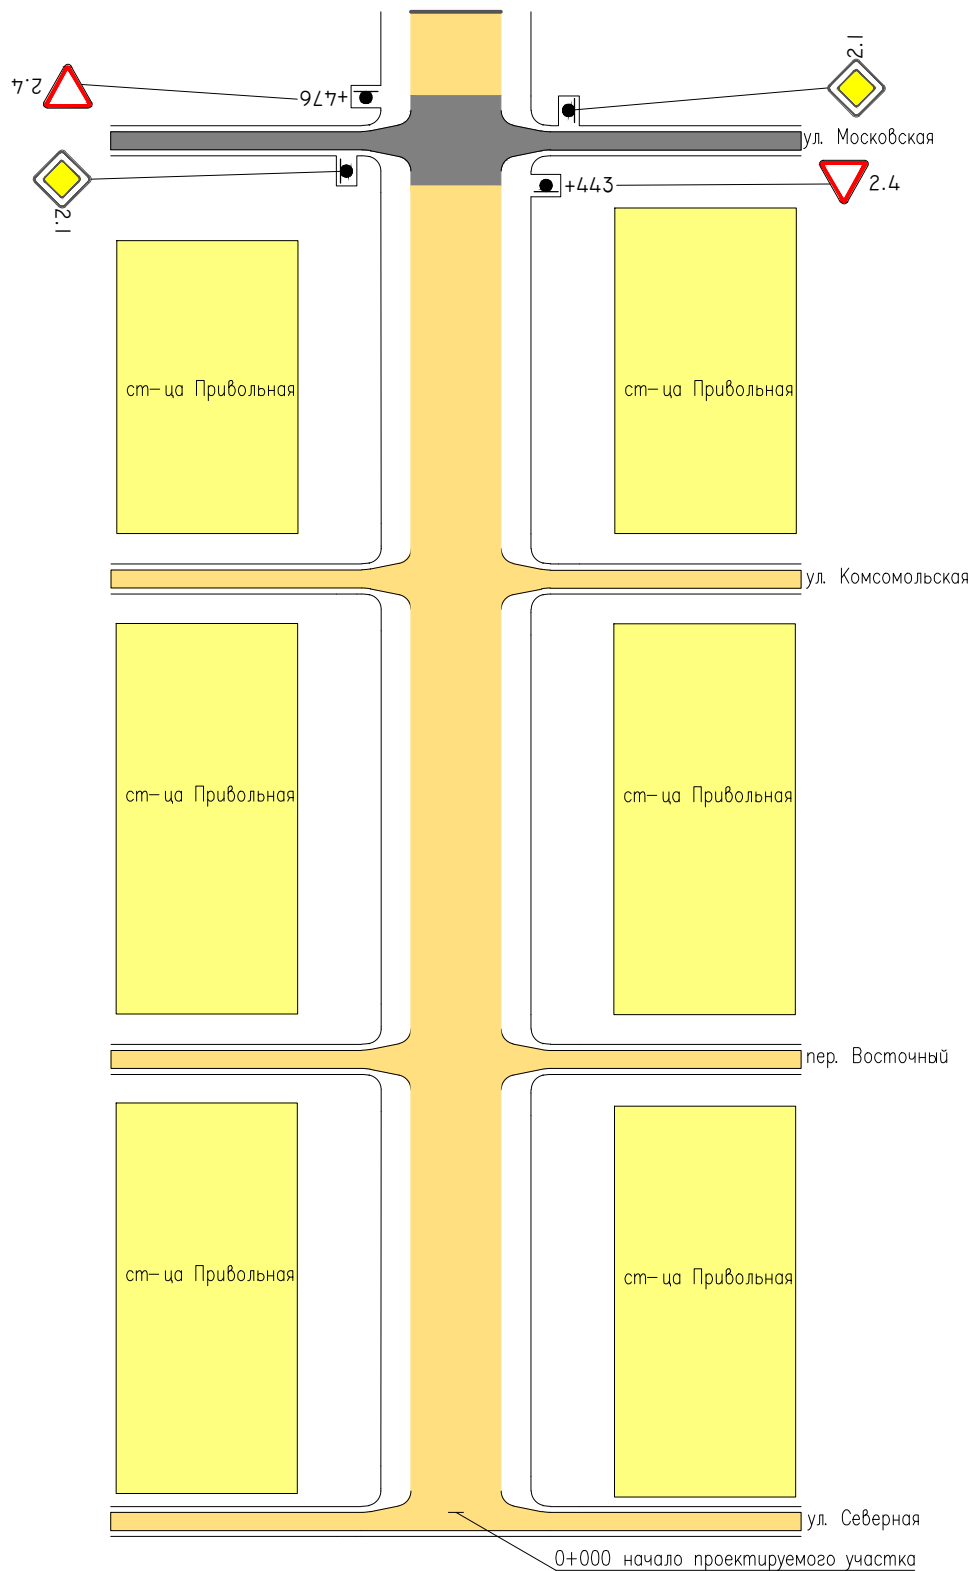 2.1
2.4
+476
ул. Московская
2.1
+443
2.4
ст-ца Привольная
ст-ца Привольная
ул. Комсомольская
ст-ца Привольная
ст-ца Привольная
пер. Восточный
ст-ца Привольная
ст-ца Привольная
ул. Северная
0+000 начало проектируемого участка